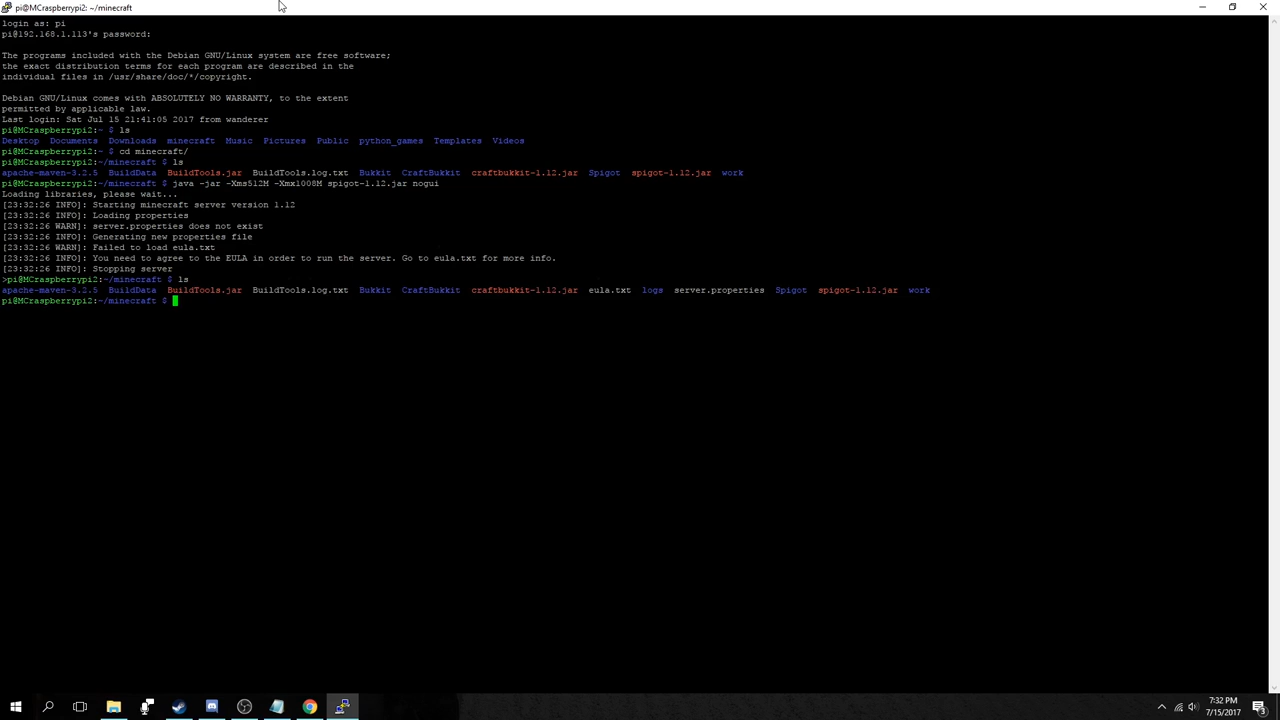 pi@MCraspberrypi2: ~/minecraft
login as: pi
pi@192.168.1.113's password:
The programs included with the Debian GNU/Linux system are free software;
the exact distribution terms for each program are described in the
individual files in /usr/share/doc/*/copyright.
Debian GNU/Linux comes with ABSOLUTELY NO WARRANTY, to the extent
permitted by applicable law.
Last login: Sat Jul 15 21:41:05 2017 from wanderer
pi@MCraspberrypi2:~ $ ls
Desktop Documents Downloads minecraft Music Pictures Public python_games Templates Videos
pi@MCraspberrypi2:~ $ cd minecraft/
pi@MCraspberrypi2:~/minecraft $ ls
apache-maven-3.2.5 BuildData BuildTools.jar BuildTools.log.txt Bukkit CraftBukkit craftbukkit-1.12.jar Spigot spigot-1.12.jar work
pi@MCraspberrypi2:~/minecraft $ java -jar -Xms512M -Xmx1008M spigot-1.12.jar nogui
Loading libraries, please wait...
[23:32:26 INFO]: Starting minecraft server version 1.12
[23:32:26 INFO]: Loading properties
[23:32:26 WARN]: server.properties does not exist
[23:32:26 INFO]: Generating new properties file
[23:32:26 WARN]: Failed to load eula.txt
[23:32:26 INFO]: You need to agree to the EULA in order to run the server. Go to eula.txt for more info.
[23:32:26 INFO]: Stopping server
>pi@MCraspberrypi2:~/minecraft $ ls
apache-maven-3.2.5 BuildData BuildTools.jar BuildTools.log.txt Bukkit CraftBukkit craftbukkit-1.12.jar eula.txt logs server.properties Spigot spigot-1.12.jar work
pi@MCraspberrypi2:~/minecraft $
7:32 PM
7/15/2017
3